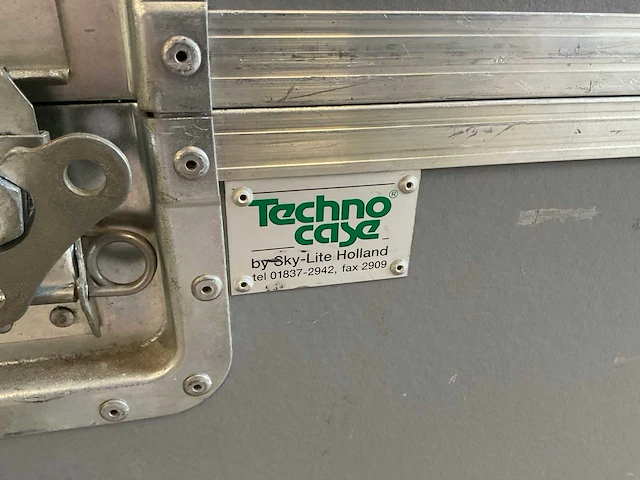 Techno®
case
by Sky-Lite Holland
tel 01837-2942, fax 2909